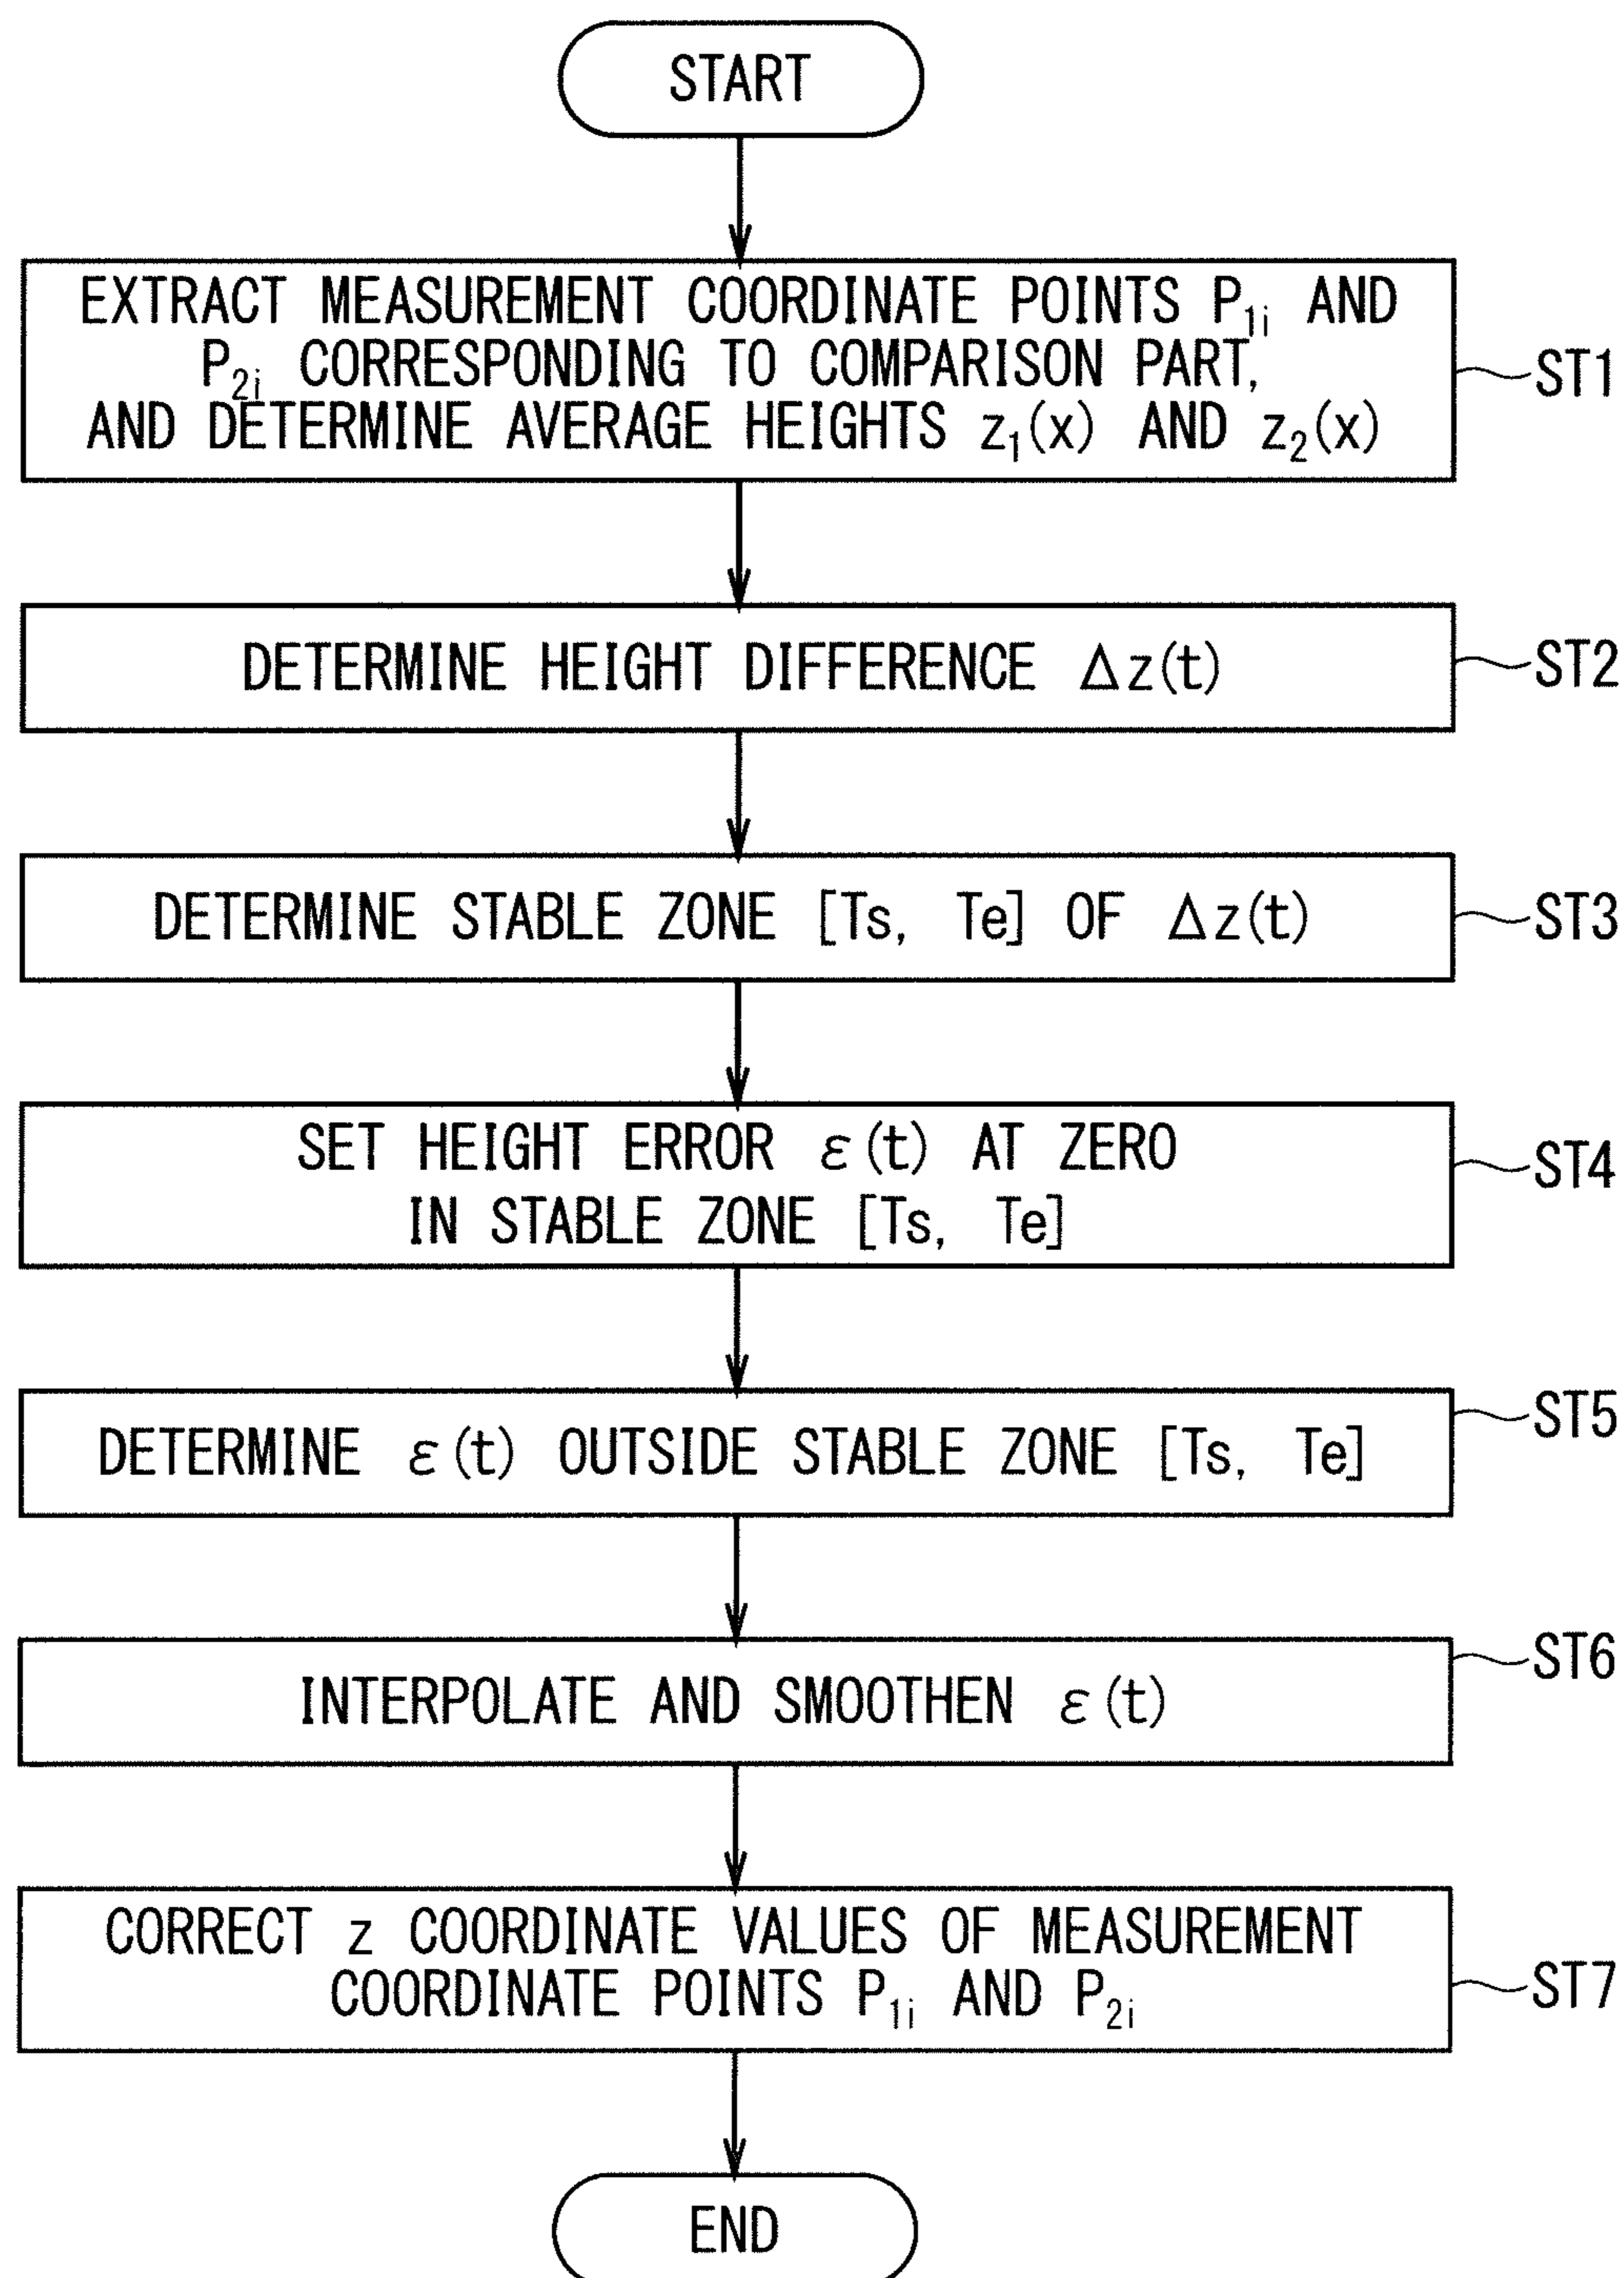 START
EXTRACT MEASUREMENT COORDINATE POINTS P₁ᵢ AND
P₂ᵢ CORRESPONDING TO COMPARISON PART,
AND DETERMINE AVERAGE HEIGHTS z₁(x) AND z₂(x)
ST1
DETERMINE HEIGHT DIFFERENCE Δz(t)
ST2
DETERMINE STABLE ZONE [Ts, Te] OF Δz(t)
ST3
SET HEIGHT ERROR ε(t) AT ZERO
IN STABLE ZONE [Ts, Te]
ST4
DETERMINE ε(t) OUTSIDE STABLE ZONE [Ts, Te]
ST5
INTERPOLATE AND SMOOTHEN ε(t)
ST6
CORRECT z COORDINATE VALUES OF MEASUREMENT
COORDINATE POINTS P₁ᵢ AND P₂ᵢ
ST7
END